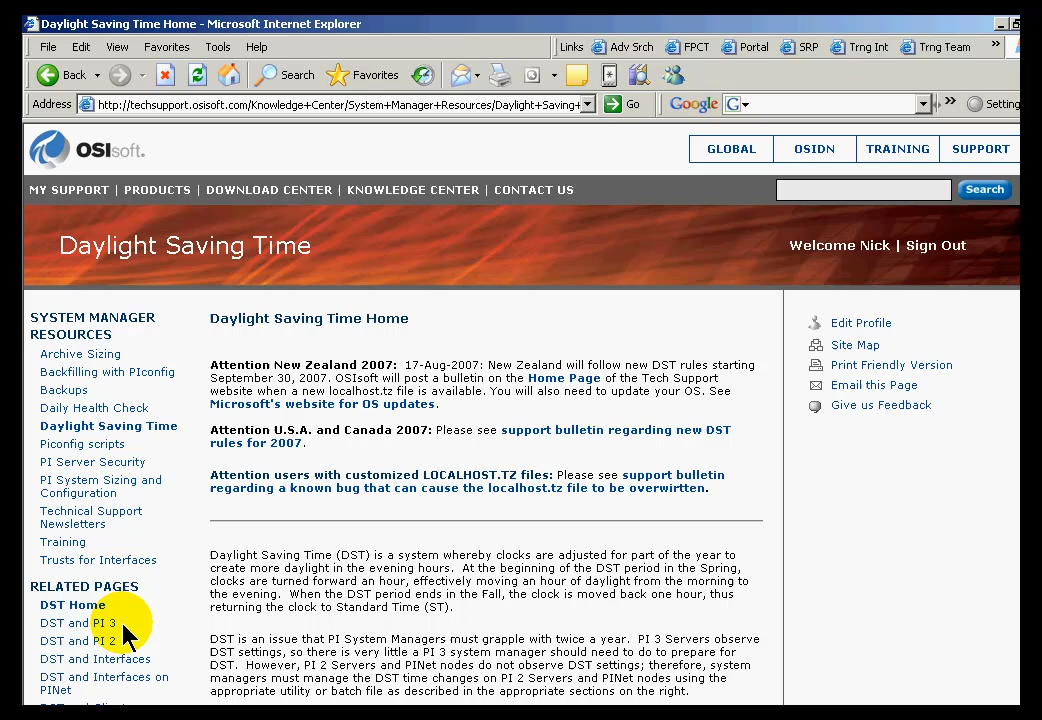 Daylight Saving Time Home - Microsoft Internet Explorer
File Edit View Favorites Tools Help
Links Adv Srch FPCT Portal SRP Trng Int Trng Team »
Back Search Favorites
Address http://techsupport.osisoft.com/Knowledge+Center/System+Manager+Resources/Daylight+Saving+ Go Google G » Setting
OSIsoft.
GLOBAL OSIDN TRAINING SUPPORT
MY SUPPORT | PRODUCTS | DOWNLOAD CENTER | KNOWLEDGE CENTER | CONTACT US Search
Daylight Saving Time
Welcome Nick | Sign Out
SYSTEM MANAGER
RESOURCES
Archive Sizing
Backfilling with PIconfig
Backups
Daily Health Check
Daylight Saving Time
Piconfig scripts
PI Server Security
PI System Sizing and
Configuration
Technical Support
Newsletters
Training
Trusts for Interfaces
RELATED PAGES
DST Home
DST and PI 3
DST and PI 2
DST and Interfaces
DST and Interfaces on
PINet
Daylight Saving Time Home
Attention New Zealand 2007: 17-Aug-2007: New Zealand will follow new DST rules starting
September 30, 2007. OSIsoft will post a bulletin on the Home Page of the Tech Support
website when a new localhost.tz file is available. You will also need to update your OS. See
Microsoft's website for OS updates.
Attention U.S.A. and Canada 2007: Please see support bulletin regarding new DST
rules for 2007.
Attention users with customized LOCALHOST.TZ files: Please see support bulletin
regarding a known bug that can cause the localhost.tz file to be overwirtten.
Daylight Saving Time (DST) is a system whereby clocks are adjusted for part of the year to
create more daylight in the evening hours. At the beginning of the DST period in the Spring,
clocks are turned forward an hour, effectively moving an hour of daylight from the morning to
the evening. When the DST period ends in the Fall, the clock is moved back one hour, thus
returning the clock to Standard Time (ST).
DST is an issue that PI System Managers must grapple with twice a year. PI 3 Servers observe
DST settings, so there is very little a PI 3 system manager should need to do to prepare for
DST. However, PI 2 Servers and PINet nodes do not observe DST settings; therefore, system
managers must manage the DST time changes on PI 2 Servers and PINet nodes using the
appropriate utility or batch file as described in the appropriate sections on the right.
Edit Profile
Site Map
Print Friendly Version
Email this Page
Give us Feedback